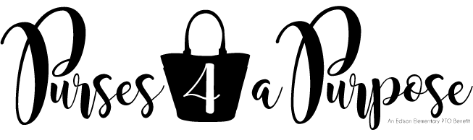 Purses 4 a Purpose
An Edison Elementary PTO Benefit